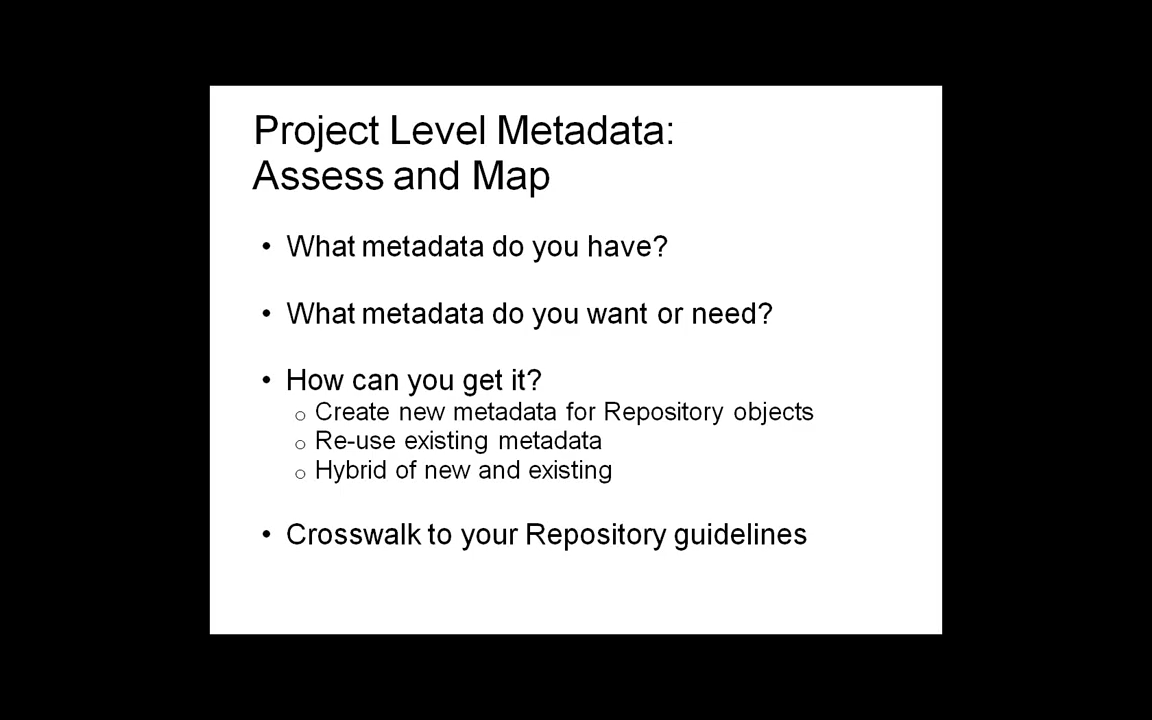 Project Level Metadata:
Assess and Map
• What metadata do you have?
• What metadata do you want or need?
• How can you get it?
o Create new metadata for Repository objects
o Re-use existing metadata
o Hybrid of new and existing
• Crosswalk to your Repository guidelines